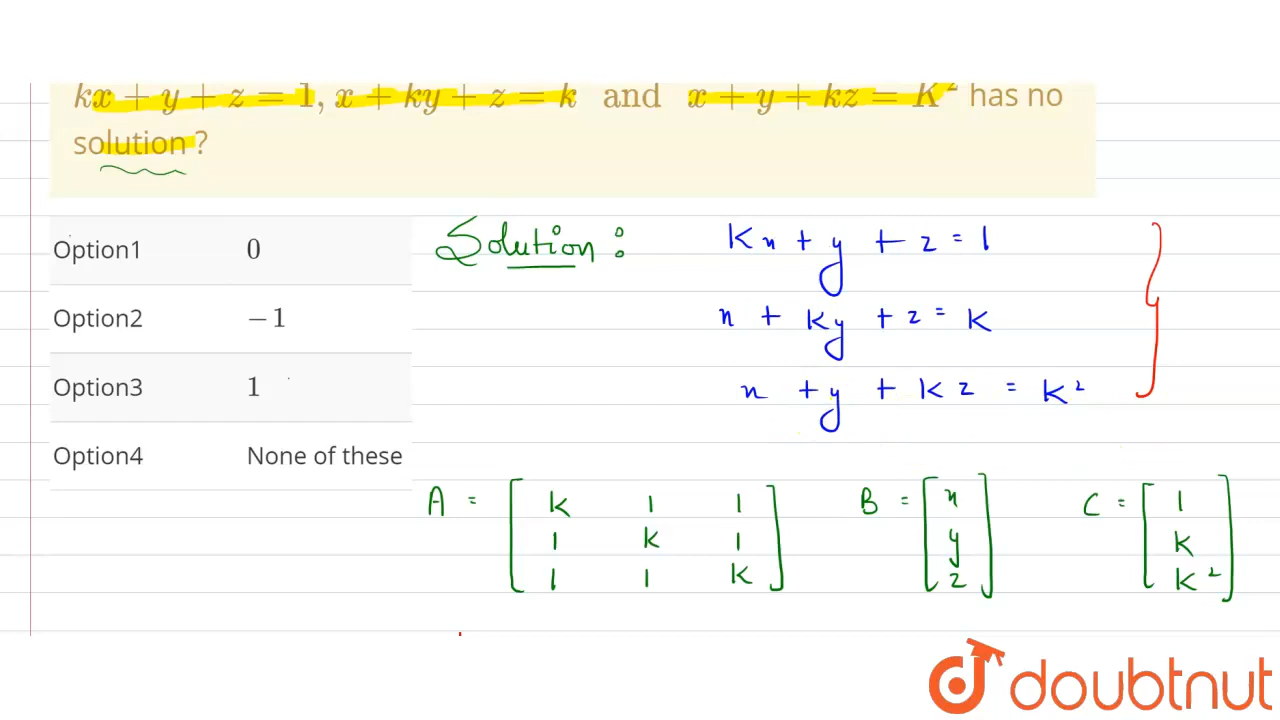 kx + y + z = 1, x + ky + z = k and x + y + kz = K² has no
solution ?
Option1 0
Option2 −1
Option3 1
Option4 None of these
Solution :
Kx + y + z = 1
x + Ky + z = K
x + y + Kz = K²
A = [K 1 1
1 K 1
1 1 K]
B = [x
y
z]
C = [1
K
K²]
doubtnut